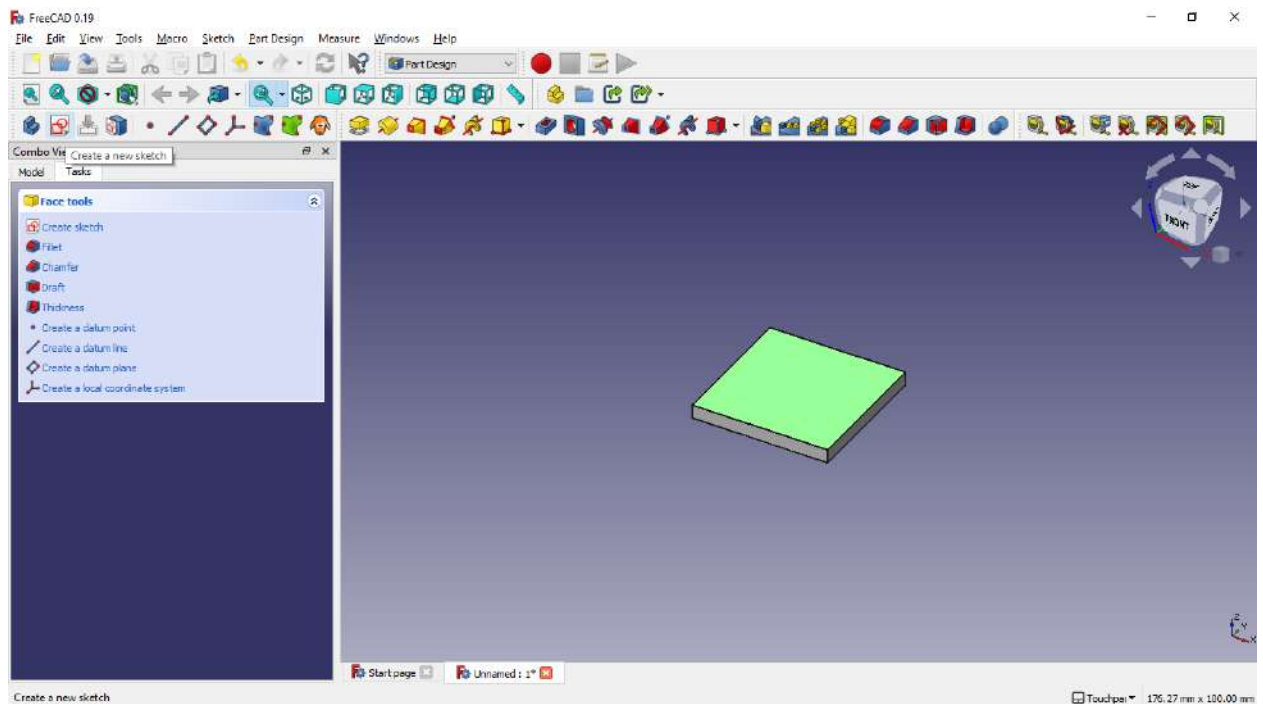 FreeCAD 0.19
File Edit View Tools Macro Sketch Part Design Measure Windows Help
Part Design
Combo Vie
Create a new sketch
Model Tasks
Face tools
Create sketch
Fillet
Chamfer
Draft
Thickness
Create a datum point
Create a datum line
Create a datum plane
Create a local coordinate system
FRONT
Z
Y
X
Start page Unnamed : 1*
Create a new sketch
Touchpad 176.27 mm x 100.00 mm